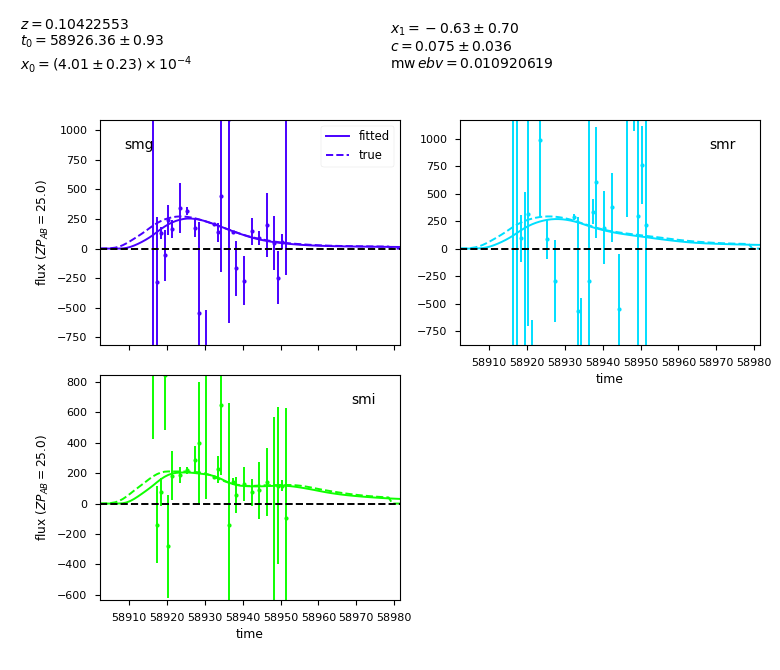 z = 0.10422553
t₀ = 58926.36 ± 0.93
x₀ = (4.01 ± 0.23) × 10⁻⁴
x₁ = −0.63 ± 0.70
c = 0.075 ± 0.036
mw ebv = 0.010920619
smg
fitted
true
1000
750
500
250
0
−250
−500
−750
flux (ZP_AB = 25.0)
smr
1000
750
500
250
0
−250
−500
−750
58910 58920 58930 58940 58950 58960 58970 58980
time
smi
800
600
400
200
0
−200
−400
−600
flux (ZP_AB = 25.0)
58910 58920 58930 58940 58950 58960 58970 58980
time